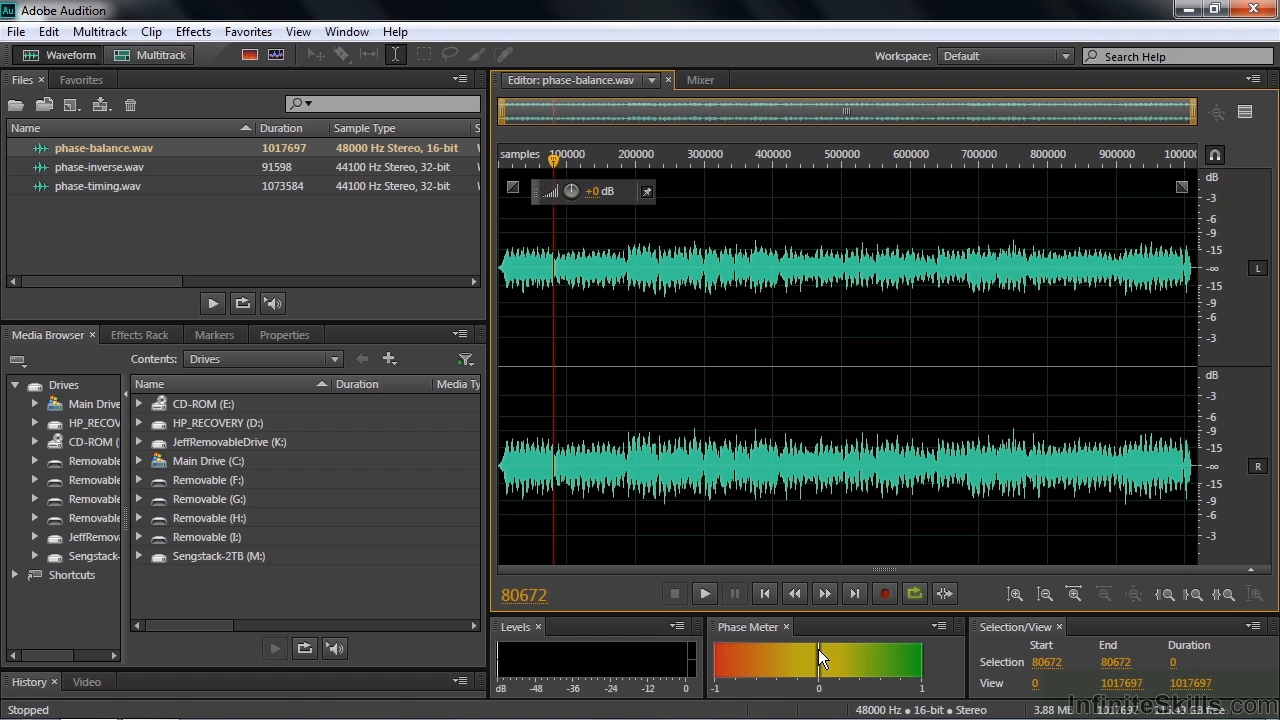 Au Adobe Audition
File Edit Multitrack Clip Effects Favorites View Window Help
Waveform Multitrack Workspace: Default Search Help
Files Favorites
Name Duration Sample Type S
phase-balance.wav 1017697 48000 Hz Stereo, 16-bit
phase-inverse.wav 91598 44100 Hz Stereo, 32-bit
phase-timing.wav 1073584 44100 Hz Stereo, 32-bit
Media Browser Effects Rack Markers Properties
Contents: Drives
Drives
Main Drive
HP_RECOV
CD-ROM (
Removable
Removable
Removable
Removable
JeffRemova
Sengstack-
Shortcuts
Name Duration Media Ty
CD-ROM (E:)
HP_RECOVERY (D:)
JeffRemovableDrive (K:)
Main Drive (C:)
Removable (F:)
Removable (G:)
Removable (H:)
Removable (I:)
Sengstack-2TB (M:)
History Video
Editor: phase-balance.wav Mixer
samples 100000 200000 300000 400000 500000 600000 700000 800000 900000 100000
+0 dB
dB
-3
-6
-9
-15
-∞ L
-15
-9
-6
-3
dB
-3
-6
-9
-15
-∞ R
-15
-9
-6
-3
80672
Levels
dB -48 -36 -24 -12 0
Phase Meter
-1 0 1
Selection/View
Start End Duration
Selection 80672 80672 0
View 0 1017697 1017697
Stopped 48000 Hz ● 16-bit ● Stereo 3.88 MB 1017697 free
InfiniteSkills.com